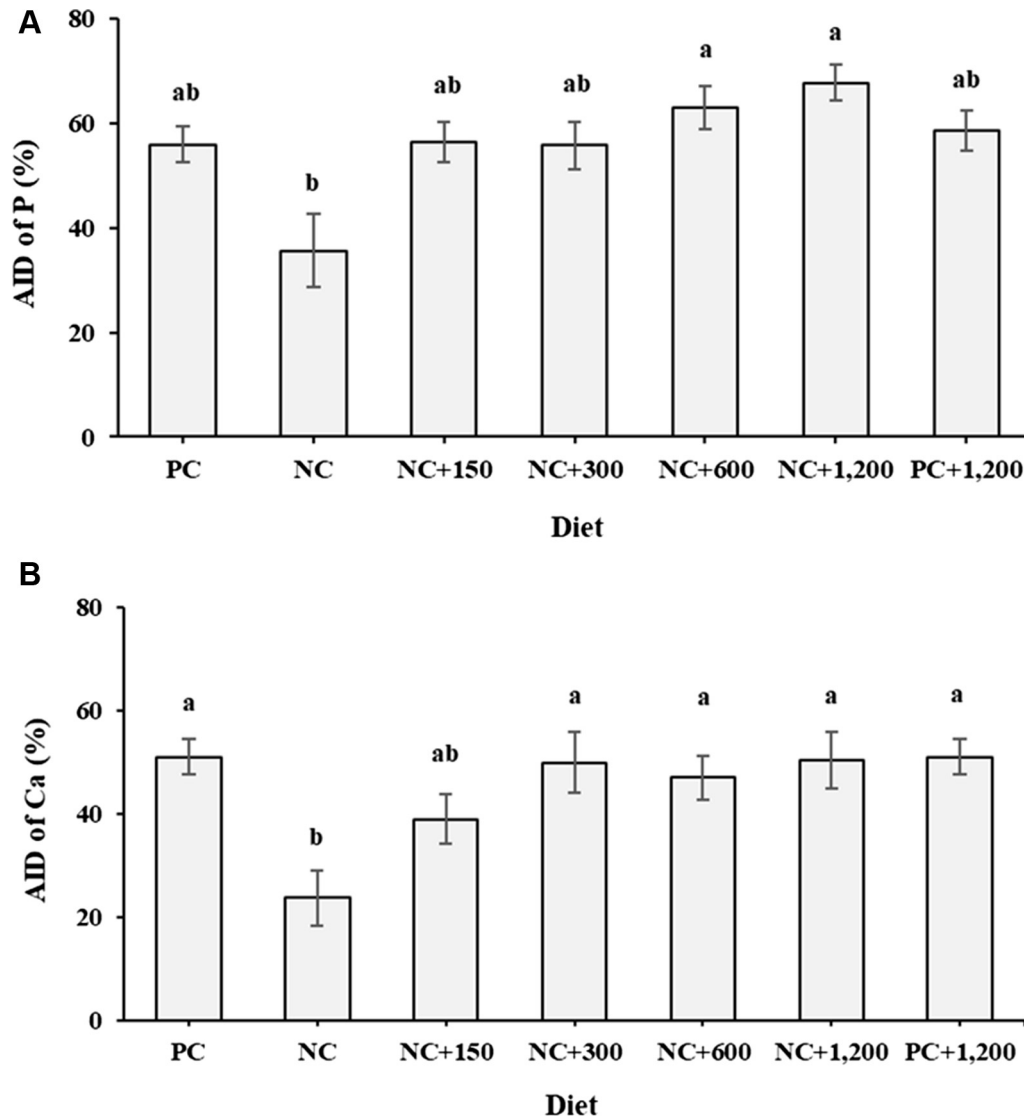 A
80
60
40
20
0
AID of P (%)
ab
b
ab
ab
a
a
ab
PC NC NC+150 NC+300 NC+600 NC+1,200 PC+1,200
Diet
B
80
60
40
20
0
AID of Ca (%)
a
b
ab
a
a
a
a
PC NC NC+150 NC+300 NC+600 NC+1,200 PC+1,200
Diet